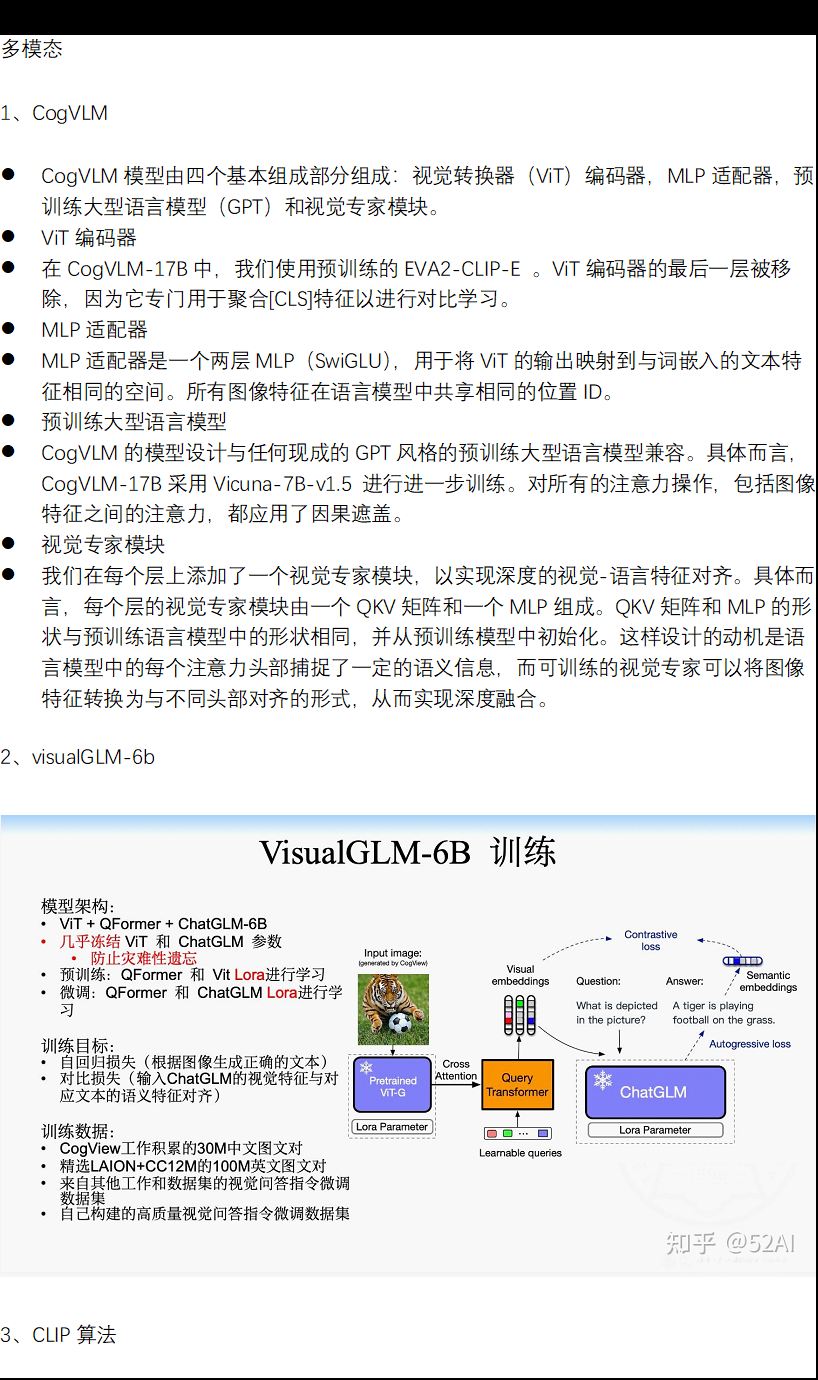 多模态
1、CogVLM
● CogVLM 模型由四个基本组成部分组成：视觉转换器（ViT）编码器，MLP 适配器，预
训练大型语言模型（GPT）和视觉专家模块。
● ViT 编码器
● 在 CogVLM-17B 中，我们使用预训练的 EVA2-CLIP-E 。ViT 编码器的最后一层被移
除，因为它专门用于聚合[CLS]特征以进行对比学习。
● MLP 适配器
● MLP 适配器是一个两层 MLP（SwiGLU），用于将 ViT 的输出映射到与词嵌入的文本特
征相同的空间。所有图像特征在语言模型中共享相同的位置 ID。
● 预训练大型语言模型
● CogVLM 的模型设计与任何现成的 GPT 风格的预训练大型语言模型兼容。具体而言，
CogVLM-17B 采用 Vicuna-7B-v1.5 进行进一步训练。对所有的注意力操作，包括图像
特征之间的注意力，都应用了因果遮盖。
● 视觉专家模块
● 我们在每个层上添加了一个视觉专家模块，以实现深度的视觉-语言特征对齐。具体而
言，每个层的视觉专家模块由一个 QKV 矩阵和一个 MLP 组成。QKV 矩阵和 MLP 的形
状与预训练语言模型中的形状相同，并从预训练模型中初始化。这样设计的动机是语
言模型中的每个注意力头部捕捉了一定的语义信息，而可训练的视觉专家可以将图像
特征转换为与不同头部对齐的形式，从而实现深度融合。
2、visualGLM-6b
VisualGLM-6B 训练
模型架构：
• ViT + QFormer + ChatGLM-6B
• 几乎冻结 ViT 和 ChatGLM 参数
• 防止灾难性遗忘
• 预训练：QFormer 和 Vit Lora进行学习
• 微调：QFormer 和 ChatGLM Lora进行学
习
训练目标：
• 自回归损失（根据图像生成正确的文本）
• 对比损失（输入ChatGLM的视觉特征与对
应文本的语义特征对齐）
训练数据：
• CogView工作积累的30M中文图文对
• 精选LAION+CC12M的100M英文图文对
• 来自其他工作和数据集的视觉问答指令微调
数据集
• 自己构建的高质量视觉问答指令微调数据集
Input image:
(generated by CogView)
Pretrained
ViT-G
Lora Parameter
Cross
Attention
Visual
embeddings
Query
Transformer
Learnable queries
Contrastive
loss
Question:
What is depicted
in the picture?
Answer:
A tiger is playing
football on the grass.
Semantic
embeddings
Autogressive loss
ChatGLM
Lora Parameter
知乎 @52AI
3、CLIP 算法